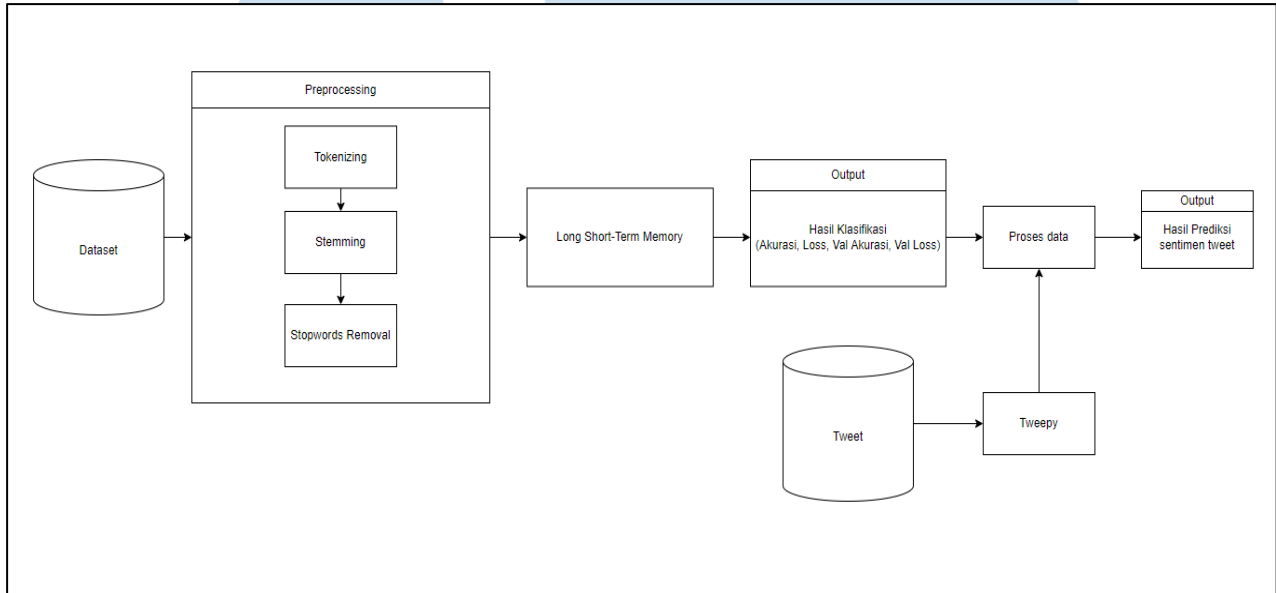 Preprocessing
Tokenizing
Stemming
Stopwords Removal
Dataset
Long Short-Term Memory
Output
Hasil Klasifikasi
(Akurasi, Loss, Val Akurasi, Val Loss)
Proses data
Output
Hasil Prediksi
sentimen tweet
Tweet
Tweepy